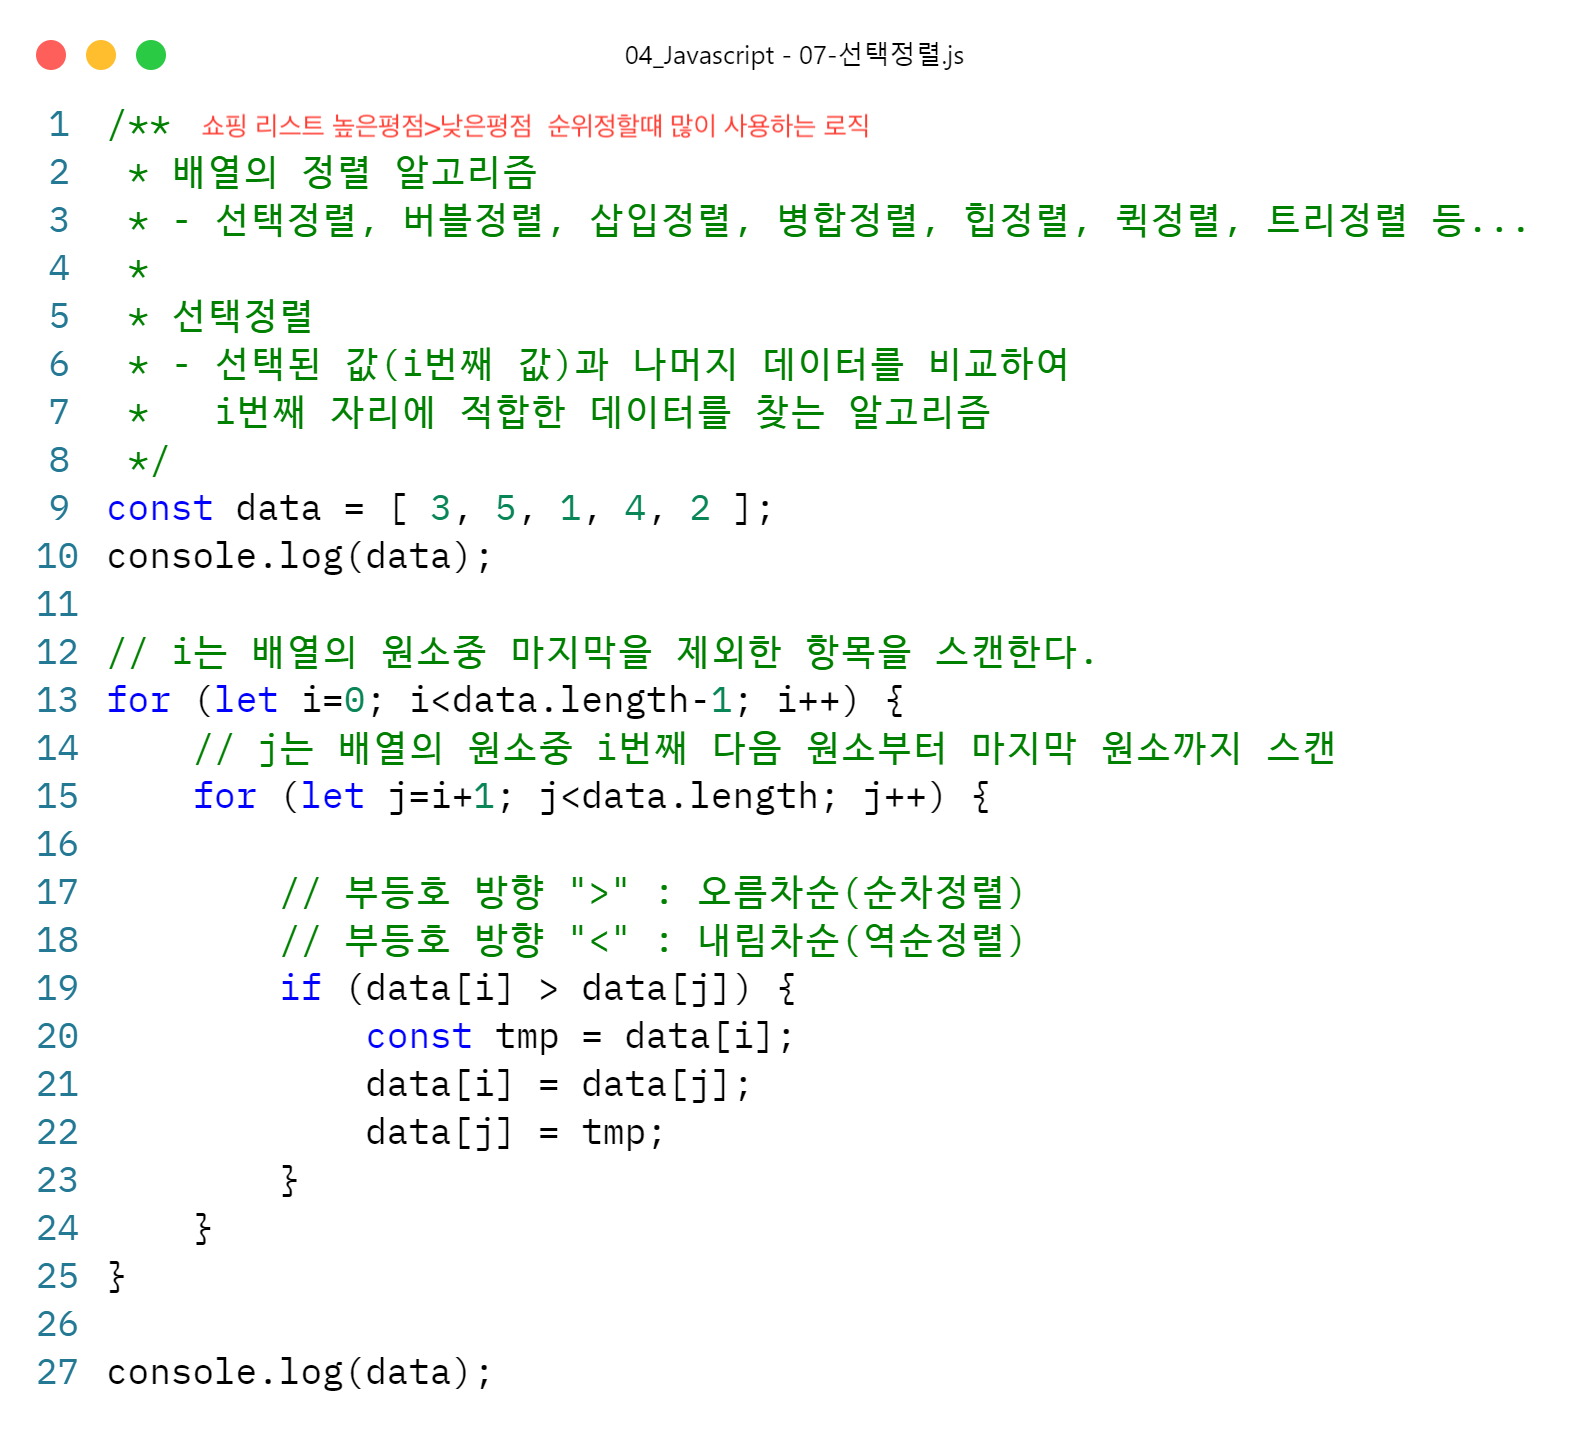 04_Javascript - 07-선택정렬.js
1 /** 쇼핑 리스트 높은평점>낮은평점 순위정할떄 많이 사용하는 로직
2  * 배열의 정렬 알고리즘
3  * - 선택정렬, 버블정렬, 삽입정렬, 병합정렬, 힙정렬, 퀵정렬, 트리정렬 등...
4  *
5  * 선택정렬
6  * - 선택된 값(i번째 값)과 나머지 데이터를 비교하여
7  *   i번째 자리에 적합한 데이터를 찾는 알고리즘
8  */
9 const data = [ 3, 5, 1, 4, 2 ];
10 console.log(data);
11
12 // i는 배열의 원소중 마지막을 제외한 항목을 스캔한다.
13 for (let i=0; i<data.length-1; i++) {
14     // j는 배열의 원소중 i번째 다음 원소부터 마지막 원소까지 스캔
15     for (let j=i+1; j<data.length; j++) {
16
17         // 부등호 방향 ">" : 오름차순(순차정렬)
18         // 부등호 방향 "<" : 내림차순(역순정렬)
19         if (data[i] > data[j]) {
20             const tmp = data[i];
21             data[i] = data[j];
22             data[j] = tmp;
23         }
24     }
25 }
26
27 console.log(data);